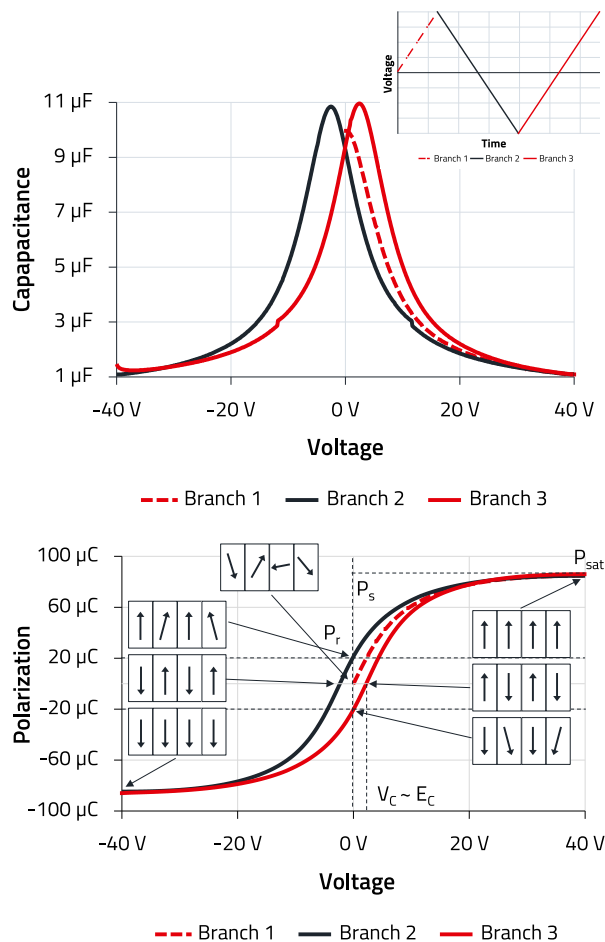 Voltage
Time
Branch 1 Branch 2 Branch 3
11 µF
9 µF
7 µF
5 µF
3 µF
1 µF
Capapacitance
-40 V -20 V 0 V 20 V 40 V
Voltage
Branch 1 Branch 2 Branch 3
100 µC
60 µC
20 µC
-20 µC
-60 µC
-100 µC
Polarization
Psat
Ps
Pr
VC ~ EC
-40 V -20 V 0 V 20 V 40 V
Voltage
Branch 1 Branch 2 Branch 3